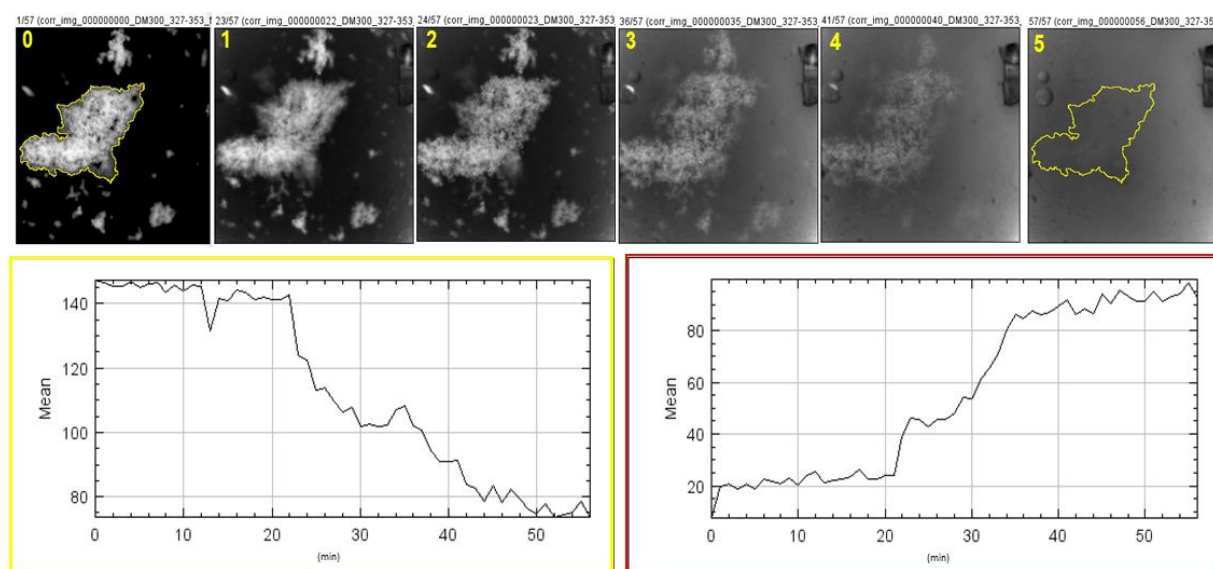 1/57 (corr_img_000000000_DM300_327-353_
23/57 (corr_img_000000022_DM300_327-353
24/57 (corr_img_000000023_DM300_327-353
36/57 (corr_img_000000035_DM300_327-353
41/57 (corr_img_000000040_DM300_327-353
57/57 (corr_img_000000056_DM300_327-353
0
1
2
3
4
5
140
120
100
80
Mean
0 10 20 30 40 50
(min)
80
60
40
20
Mean
0 10 20 30 40 50
(min)